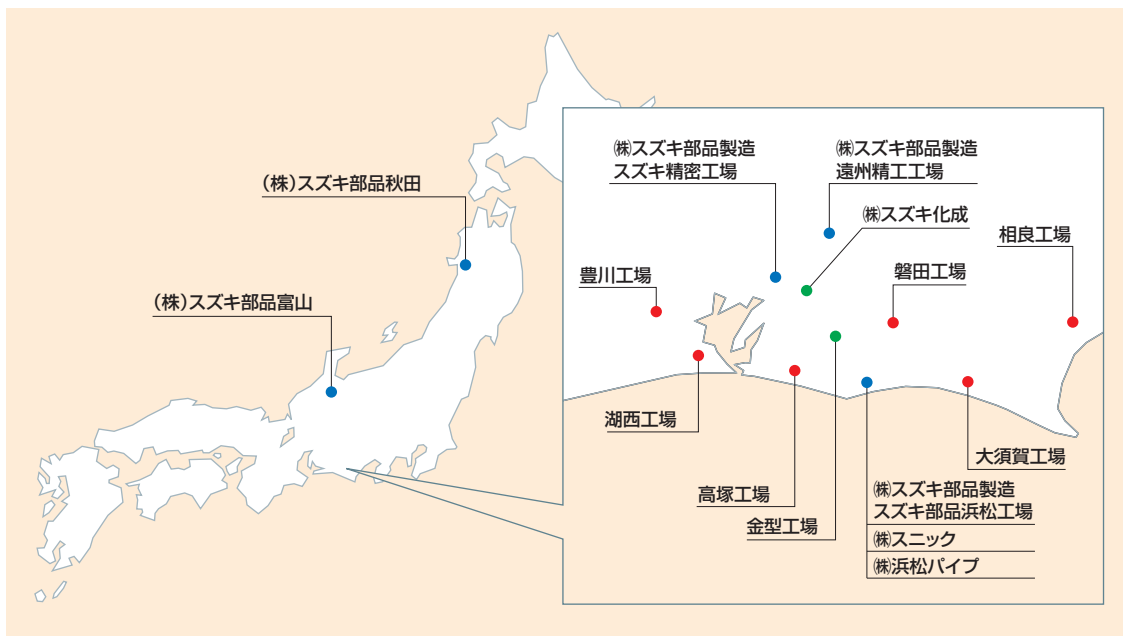 (株)スズキ部品秋田
(株)スズキ部品富山
㈱スズキ部品製造
スズキ精密工場
㈱スズキ部品製造
遠州精工工場
㈱スズキ化成
相良工場
豊川工場
磐田工場
湖西工場
大須賀工場
高塚工場
金型工場
㈱スズキ部品製造
スズキ部品浜松工場
㈱スニック
㈱浜松パイプ